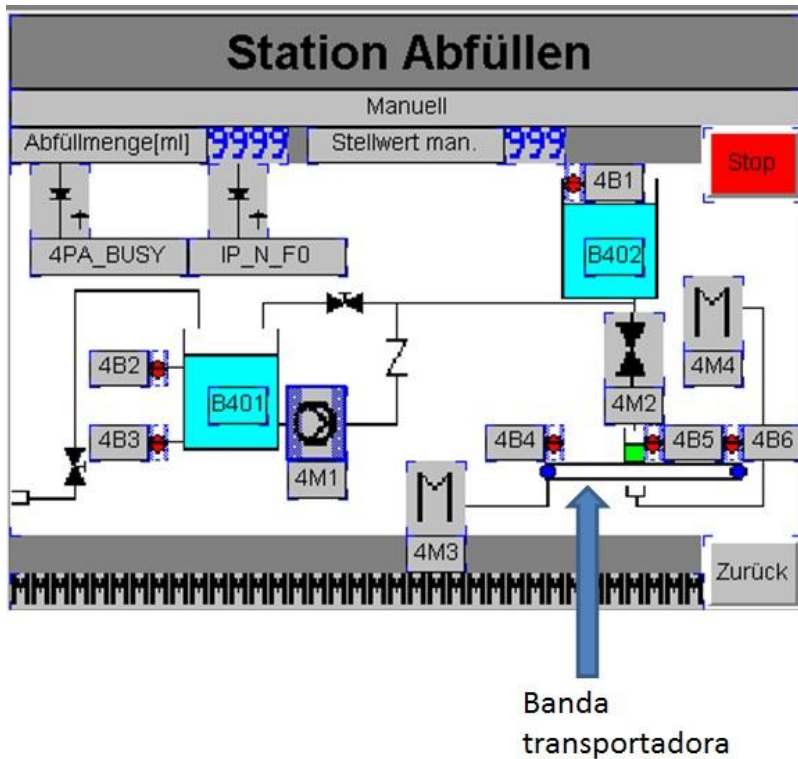 Station Abfüllen
Manuell
Abfüllmenge[ml] 9999 Stellwert man. 999
Stop
4B1
4PA_BUSY IP_N_F0
B402
4B2
4M4
B401
4M2
4B3
4B4 4B5 4B6
4M1
4M3
Zurück
Banda
transportadora